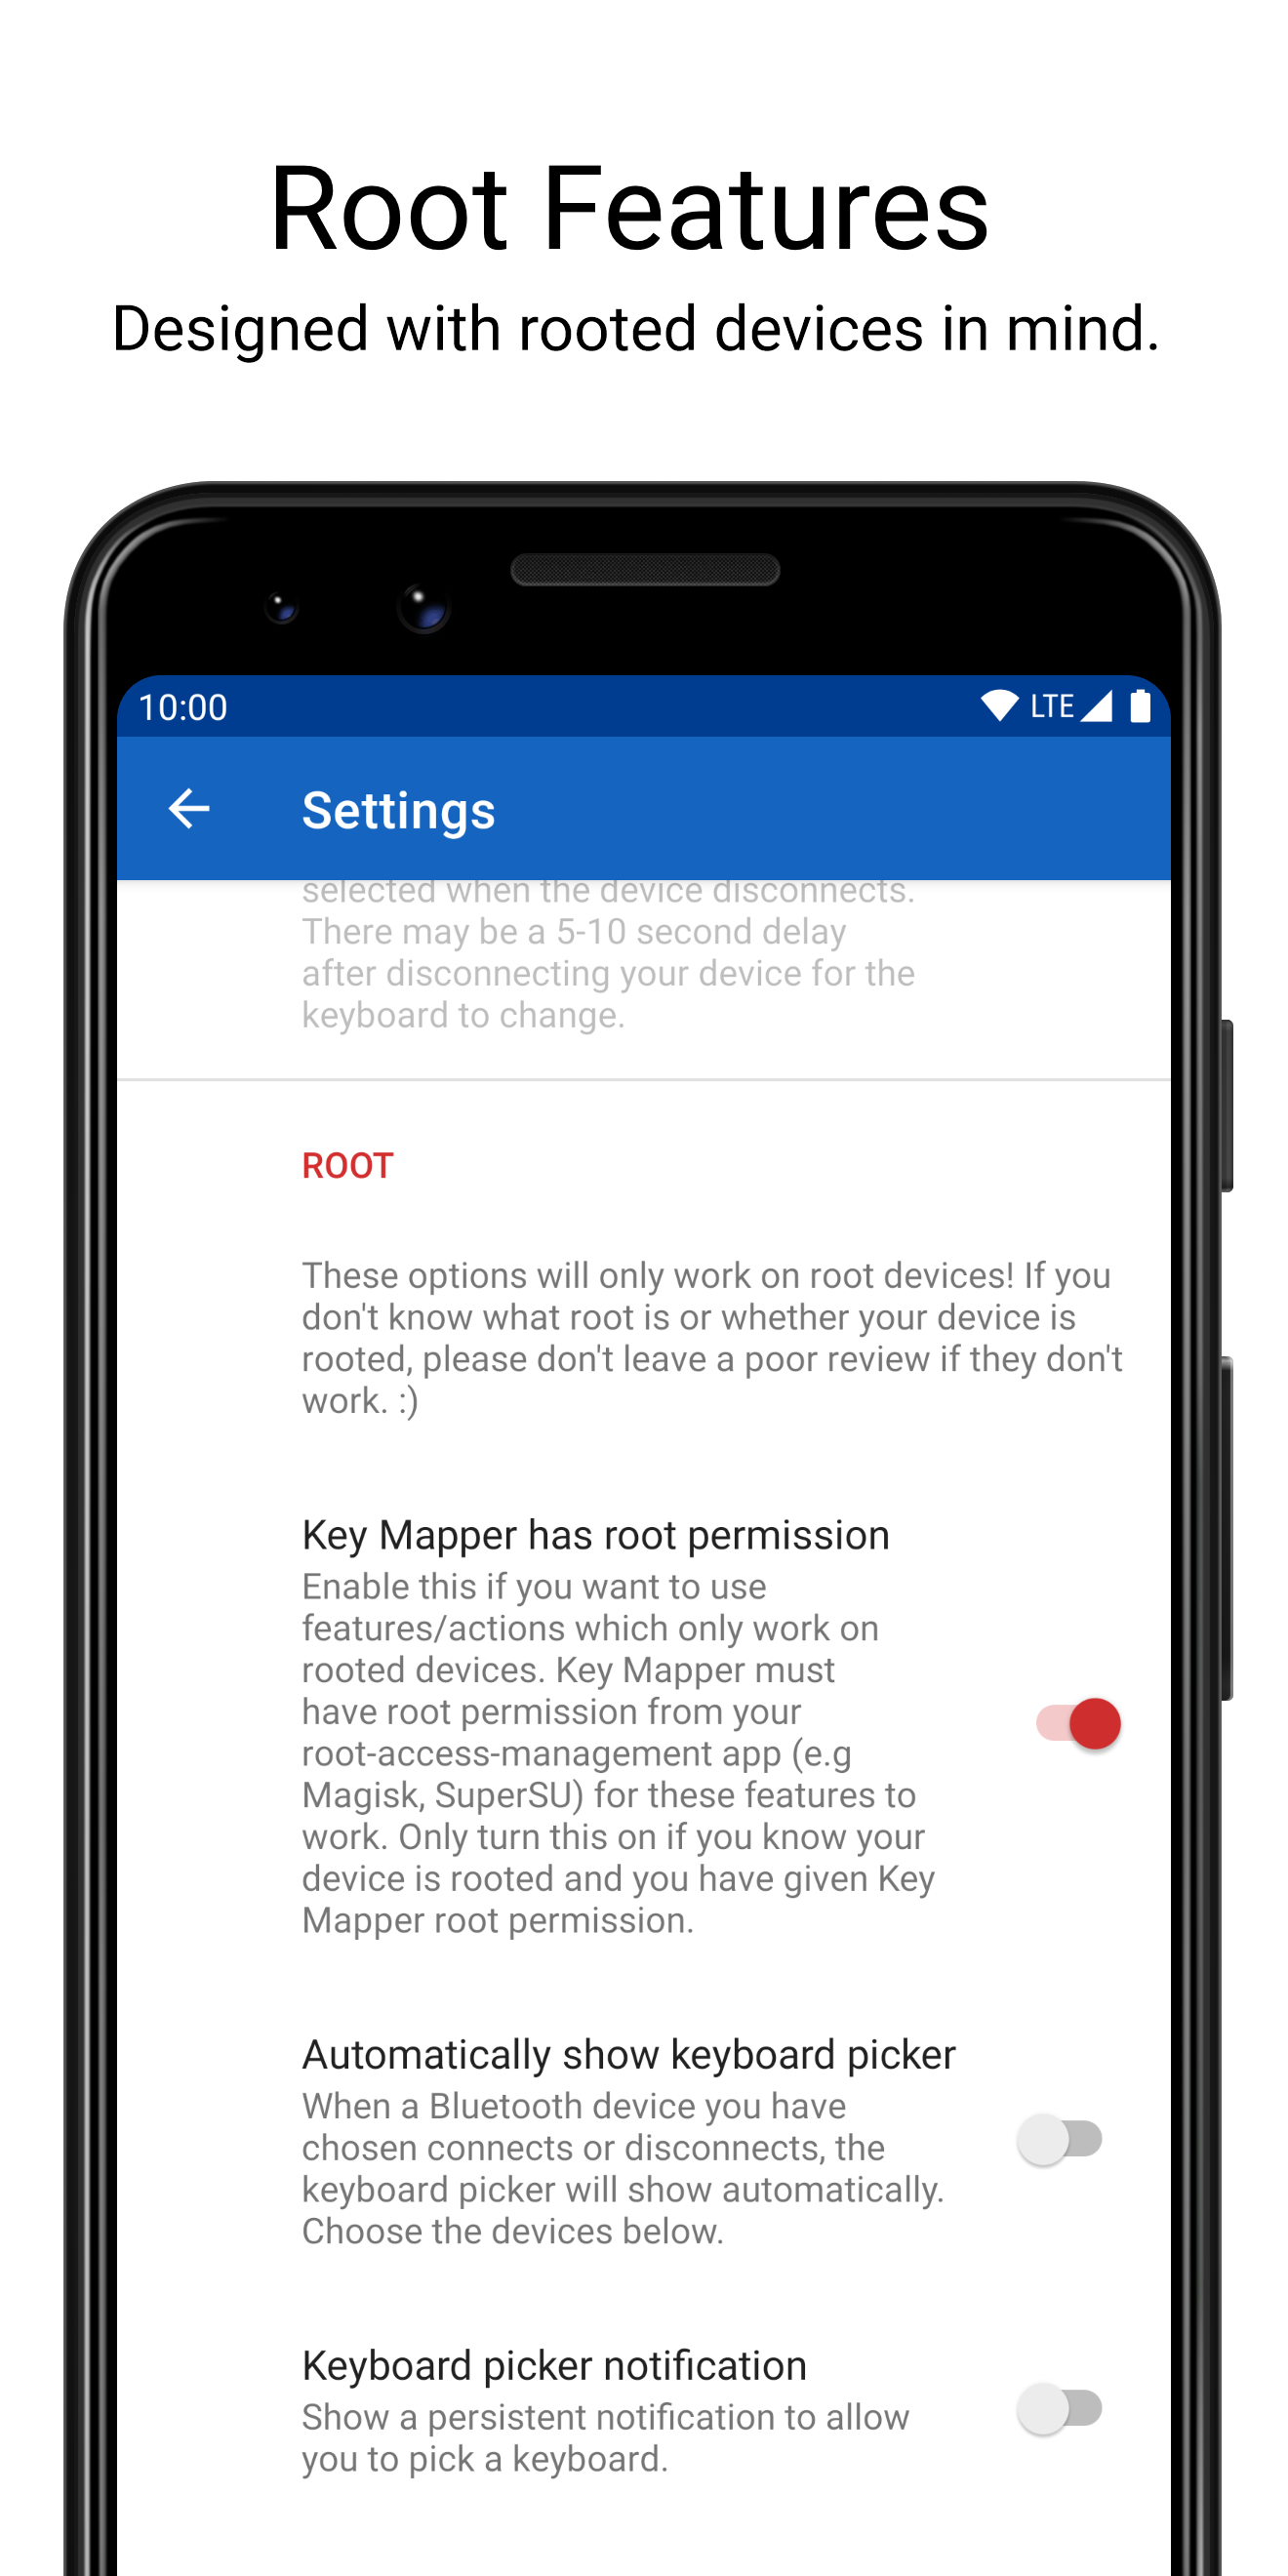 Root Features
Designed with rooted devices in mind.
10:00 LTE
Settings
selected when the device disconnects.
There may be a 5-10 second delay
after disconnecting your device for the
keyboard to change.
ROOT
These options will only work on root devices! If you
don't know what root is or whether your device is
rooted, please don't leave a poor review if they don't
work. :)
Key Mapper has root permission
Enable this if you want to use
features/actions which only work on
rooted devices. Key Mapper must
have root permission from your
root-access-management app (e.g
Magisk, SuperSU) for these features to
work. Only turn this on if you know your
device is rooted and you have given Key
Mapper root permission.
Automatically show keyboard picker
When a Bluetooth device you have
chosen connects or disconnects, the
keyboard picker will show automatically.
Choose the devices below.
Keyboard picker notification
Show a persistent notification to allow
you to pick a keyboard.